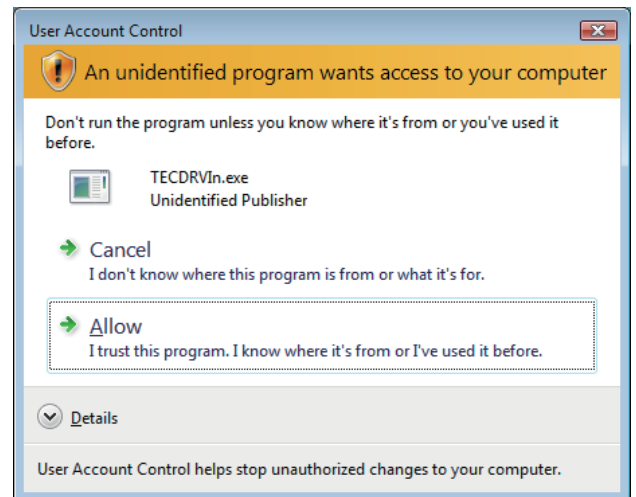 User Account Control
An unidentified program wants access to your computer
Don't run the program unless you know where it's from or you've used it
before.
TECDRVIn.exe
Unidentified Publisher
Cancel
I don't know where this program is from or what it's for.
Allow
I trust this program. I know where it's from or I've used it before.
Details
User Account Control helps stop unauthorized changes to your computer.